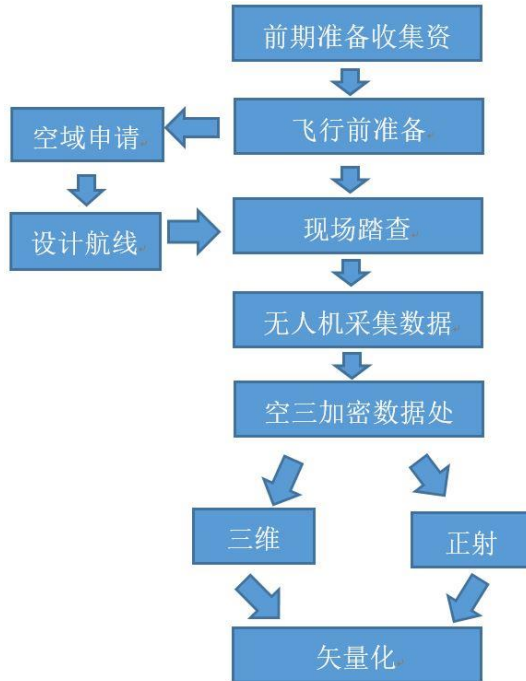 前期准备收集资
飞行前准备
空域申请
设计航线
现场踏查
无人机采集数据
空三加密数据处
三维
正射
矢量化